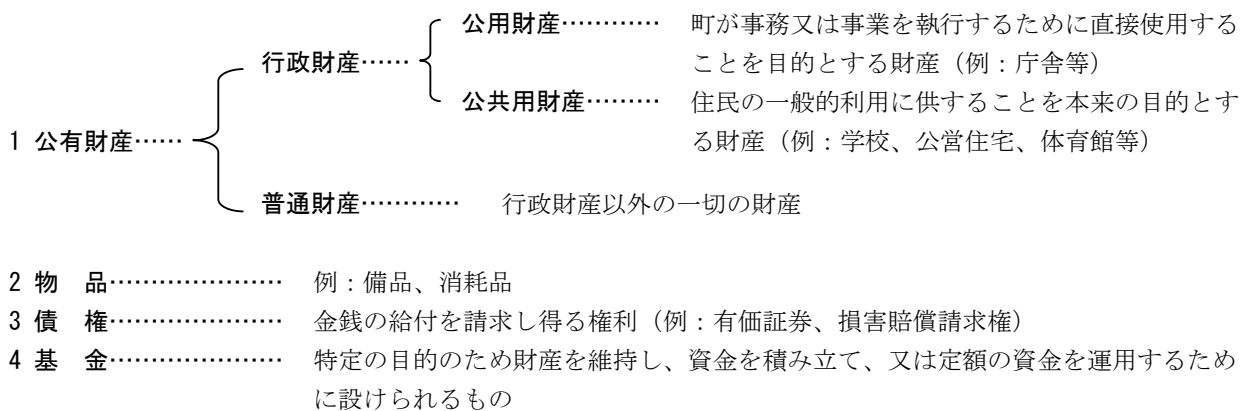 公用財産………… 町が事務又は事業を執行するために直接使用する
行政財産…… ことを目的とする財産（例：庁舎等）
公共用財産……… 住民の一般的利用に供することを本来の目的とす
1 公有財産…… る財産（例：学校、公営住宅、体育館等）
普通財産………… 行政財産以外の一切の財産
2 物　品………………… 例：備品、消耗品
3 債　権………………… 金銭の給付を請求し得る権利（例：有価証券、損害賠償請求権）
4 基　金………………… 特定の目的のため財産を維持し、資金を積み立て、又は定額の資金を運用するため
に設けられるもの